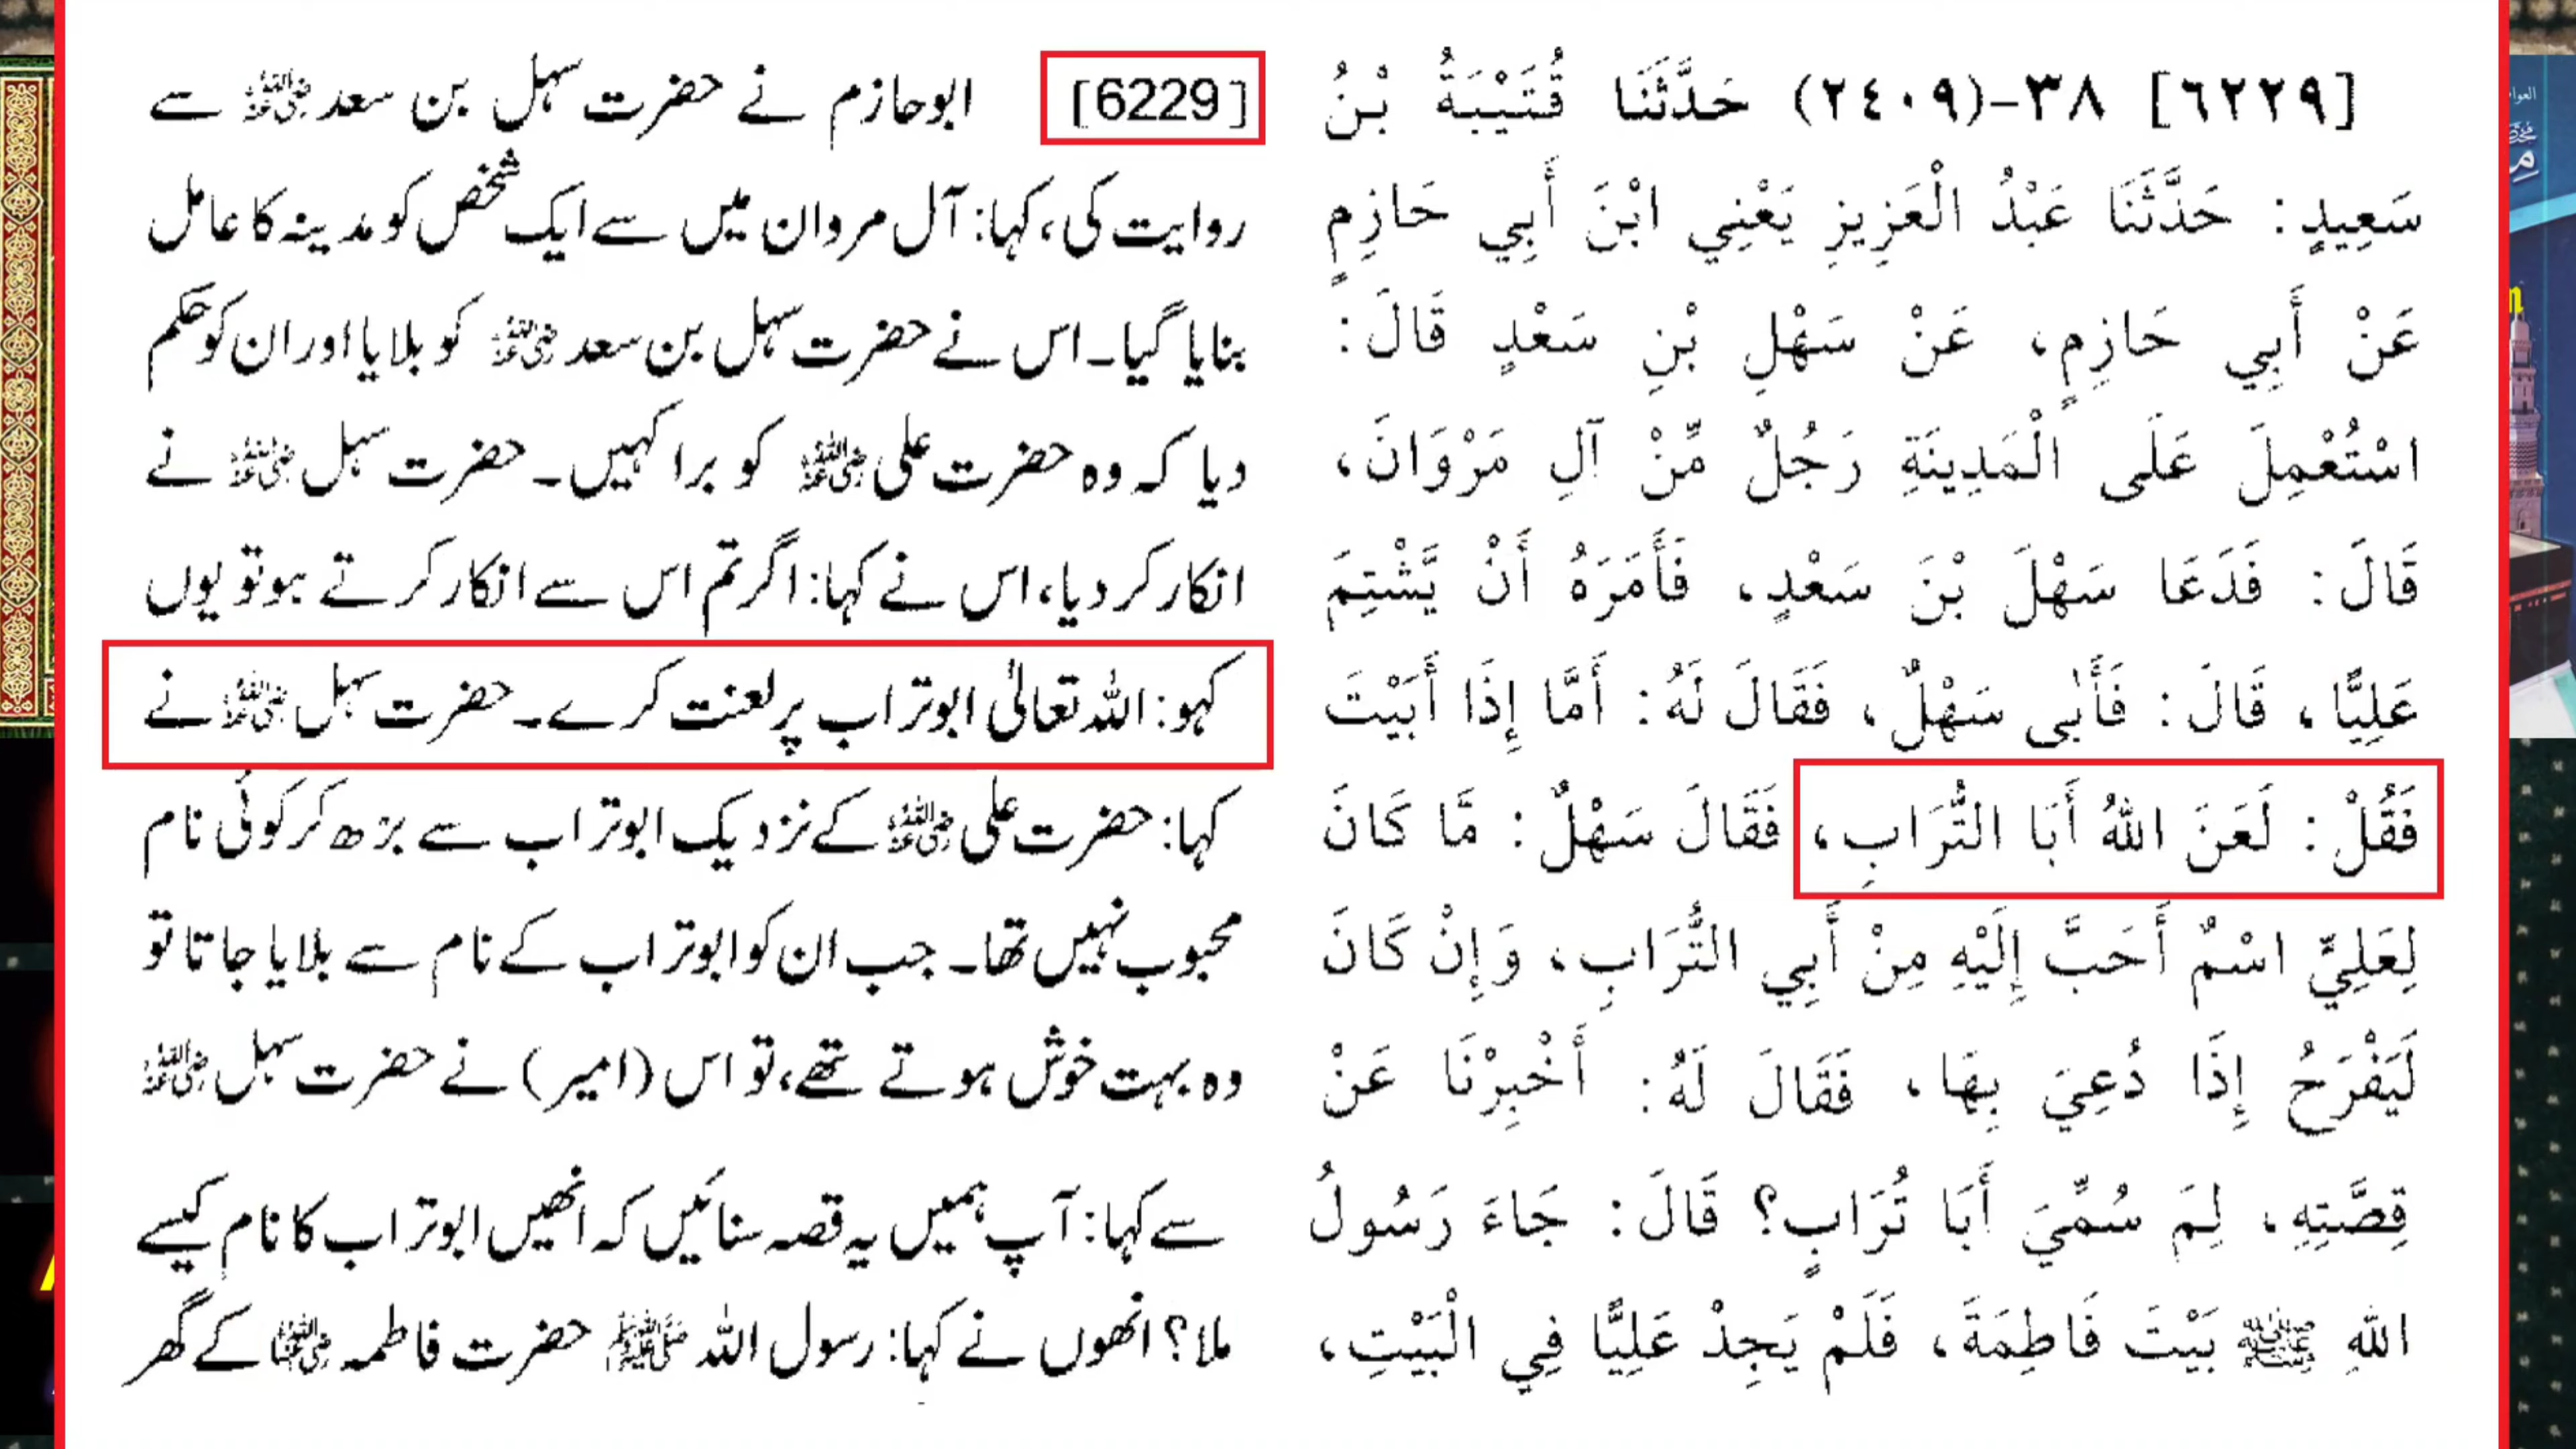 [٦٢٢٩] ٣٨-(٢٤٠٩) حَدَّثَنَا قُتَيْبَةُ بْنُ
سَعِيدٍ: حَدَّثَنَا عَبْدُ الْعَزِيزِ يَعْنِي ابْنَ أَبِي حَازِمٍ
عَنْ أَبِي حَازِمٍ، عَنْ سَهْلِ بْنِ سَعْدٍ قَالَ:
اسْتُعْمِلَ عَلَى الْمَدِينَةِ رَجُلٌ مِّنْ آلِ مَرْوَانَ،
قَالَ: فَدَعَا سَهْلَ بْنَ سَعْدٍ، فَأَمَرَهُ أَنْ يَّشْتِمَ
عَلِيًّا، قَالَ: فَأَبٰى سَهْلٌ، فَقَالَ لَهُ: أَمَّا إِذَا أَبَيْتَ
فَقُلْ: لَعَنَ اللهُ أَبَا التُّرَابِ، فَقَالَ سَهْلٌ: مَّا كَانَ
لِعَلِيٍّ اسْمٌ أَحَبَّ إِلَيْهِ مِنْ أَبِي التُّرَابِ، وَإِنْ كَانَ
لَيَفْرَحُ إِذَا دُعِيَ بِهَا، فَقَالَ لَهُ: أَخْبِرْنَا عَنْ
قِصَّتِهِ، لِمَ سُمِّيَ أَبَا تُرَابٍ؟ قَالَ: جَاءَ رَسُولُ
اللهِ ﷺ بَيْتَ فَاطِمَةَ، فَلَمْ يَجِدْ عَلِيًّا فِي الْبَيْتِ،
[6229] ابوحازم نے حضرت سہل بن سعد رضی اللہ عنہ سے
روایت کی، کہا: آل مروان میں سے ایک شخص کو مدینہ کا عامل
بنایا گیا۔ اس نے حضرت سہل بن سعد رضی اللہ عنہ کو بلایا اور ان کو حکم
دیا کہ وہ حضرت علی رضی اللہ عنہ کو برا کہیں۔ حضرت سہل رضی اللہ عنہ نے
انکار کر دیا، اس نے کہا: اگر تم اس سے انکار کرتے ہو تو یوں
کہو: اللہ تعالیٰ ابوتراب پر لعنت کرے۔ حضرت سہل رضی اللہ عنہ نے
کہا: حضرت علی رضی اللہ عنہ کے نزدیک ابوتراب سے بڑھ کر کوئی نام
محبوب نہیں تھا۔ جب ان کو ابوتراب کے نام سے بلایا جاتا تو
وہ بہت خوش ہوتے تھے، تو اس (امیر) نے حضرت سہل رضی اللہ عنہ
سے کہا: آپ ہمیں یہ قصہ سنائیں کہ انھیں ابوتراب کا نام کیسے
ملا؟ انھوں نے کہا: رسول اللہ ﷺ حضرت فاطمہ رضی اللہ عنہا کے گھر